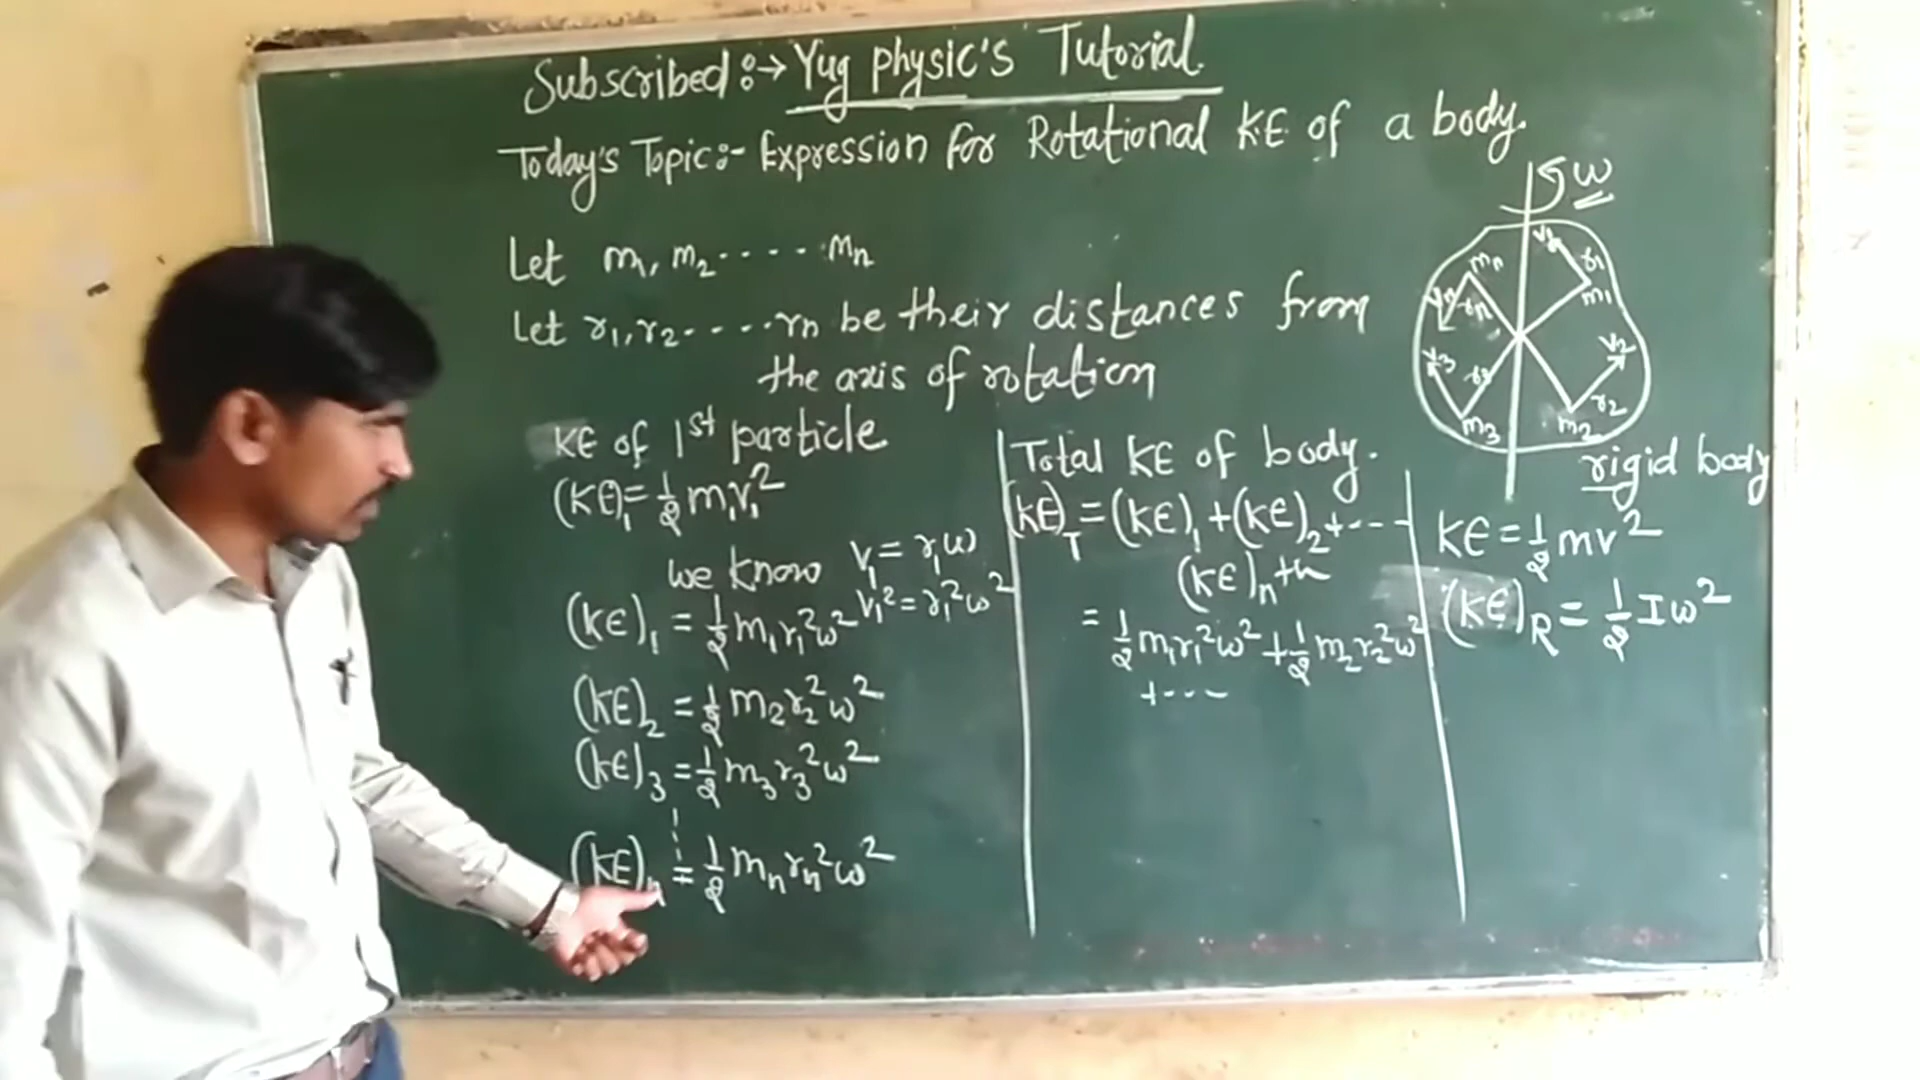 Subscribed :→ Yug physic's Tutorial.
Today's Topic:- Expression for Rotational KE of a body.
Let m₁, m₂ ---- mₙ
Let r₁, r₂ ----- rₙ be their distances from
the axis of rotation
KE of 1st particle
(KE)₁ = 1/2 m₁v₁²
we know v₁ = r₁ω
v₁² = r₁²ω²
(KE)₁ = 1/2 m₁r₁²ω²
(KE)₂ = 1/2 m₂r₂²ω²
(KE)₃ = 1/2 m₃r₃²ω²
(KE)ₙ = 1/2 mₙrₙ²ω²
Total KE of body.
(KE)T = (KE)₁ + (KE)₂ + ---
(KE)ₙth
= 1/2 m₁r₁²ω² + 1/2 m₂r₂²ω²
+ ---
ω
mₙ
r₁
m₁
vₙ
rₙ
v₂
v₃
r₂
m₃
m₂
rigid body
KE = 1/2 mv²
(KE)R = 1/2 Iω²